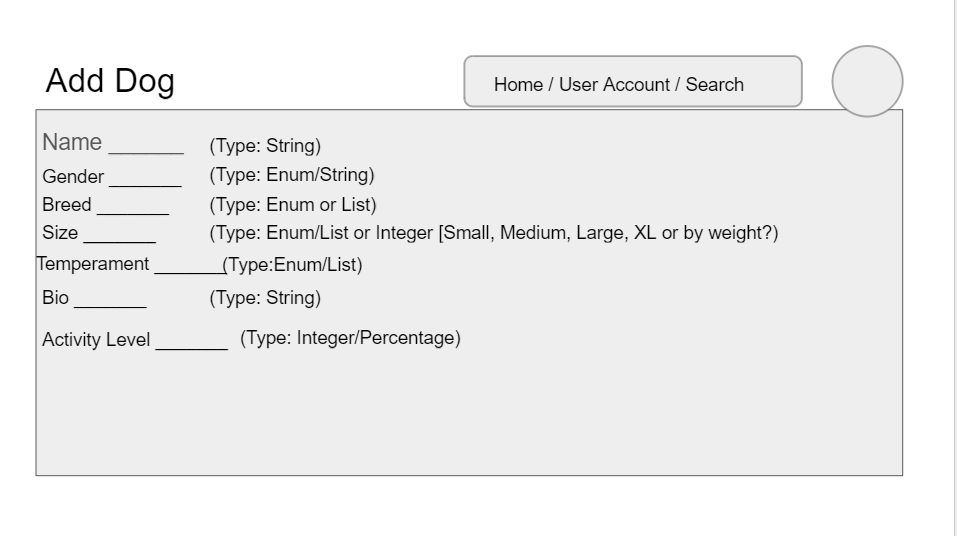 Add Dog
Home / User Account / Search
Name _______ (Type: String)
Gender _______ (Type: Enum/String)
Breed _______ (Type: Enum or List)
Size _______ (Type: Enum/List or Integer [Small, Medium, Large, XL or by weight?)
Temperament _______(Type:Enum/List)
Bio _______ (Type: String)
Activity Level _______ (Type: Integer/Percentage)